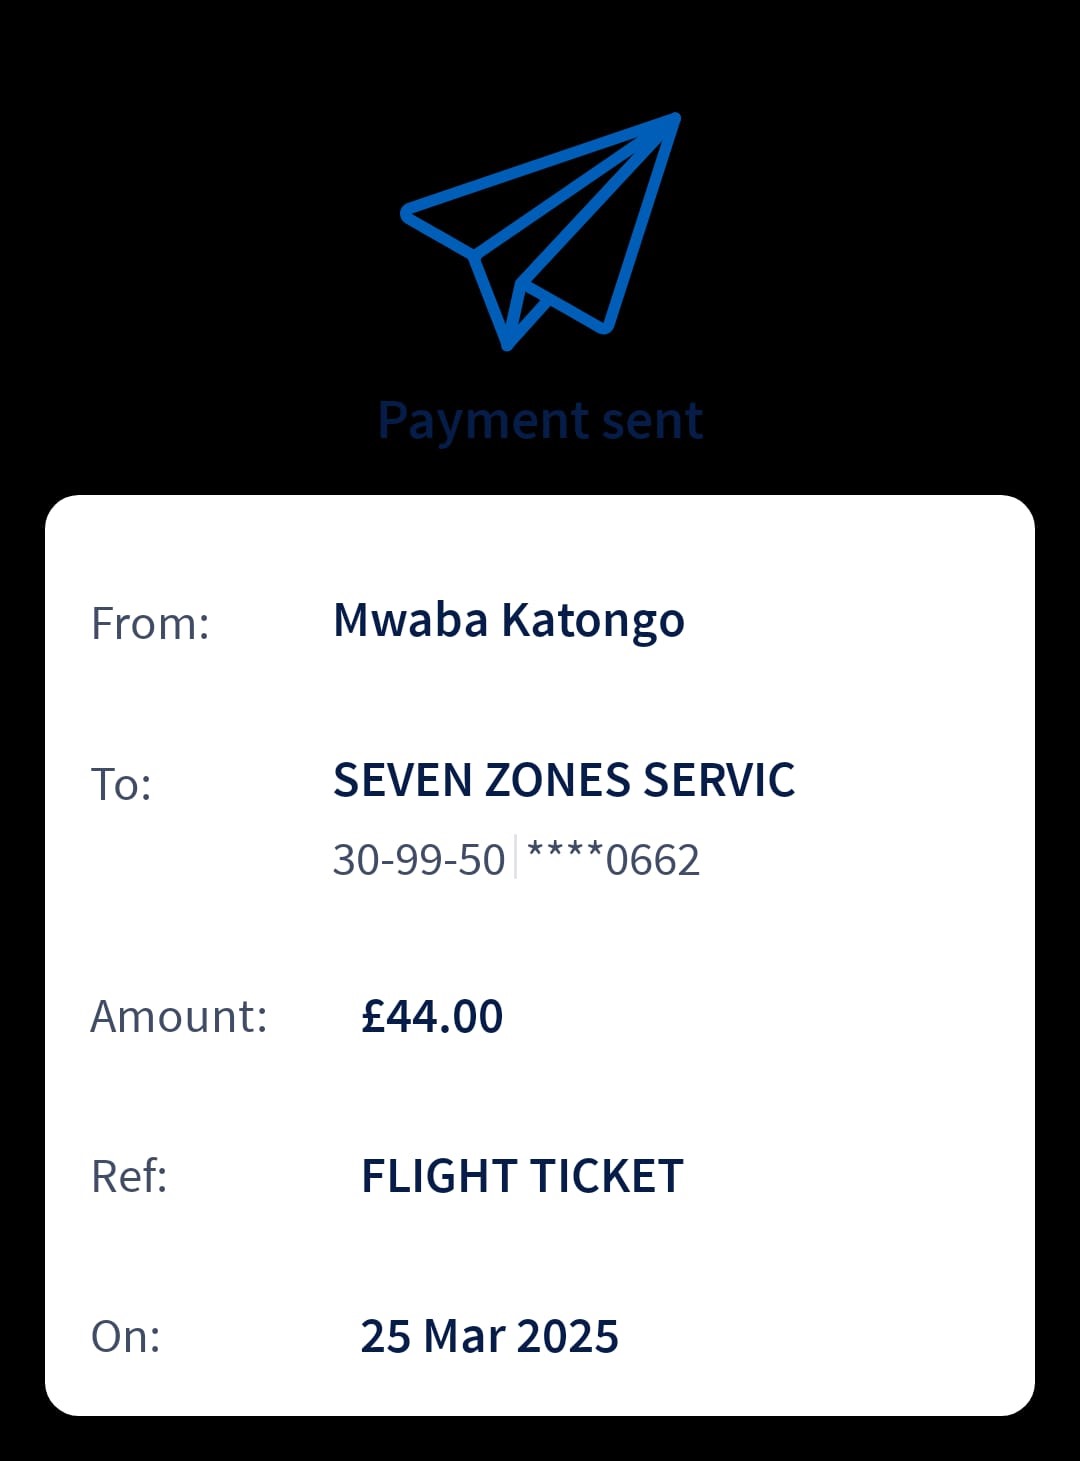 Payment sent
From: Mwaba Katongo
To: SEVEN ZONES SERVIC
30-99-50 ****0662
Amount: £44.00
Ref: FLIGHT TICKET
On: 25 Mar 2025